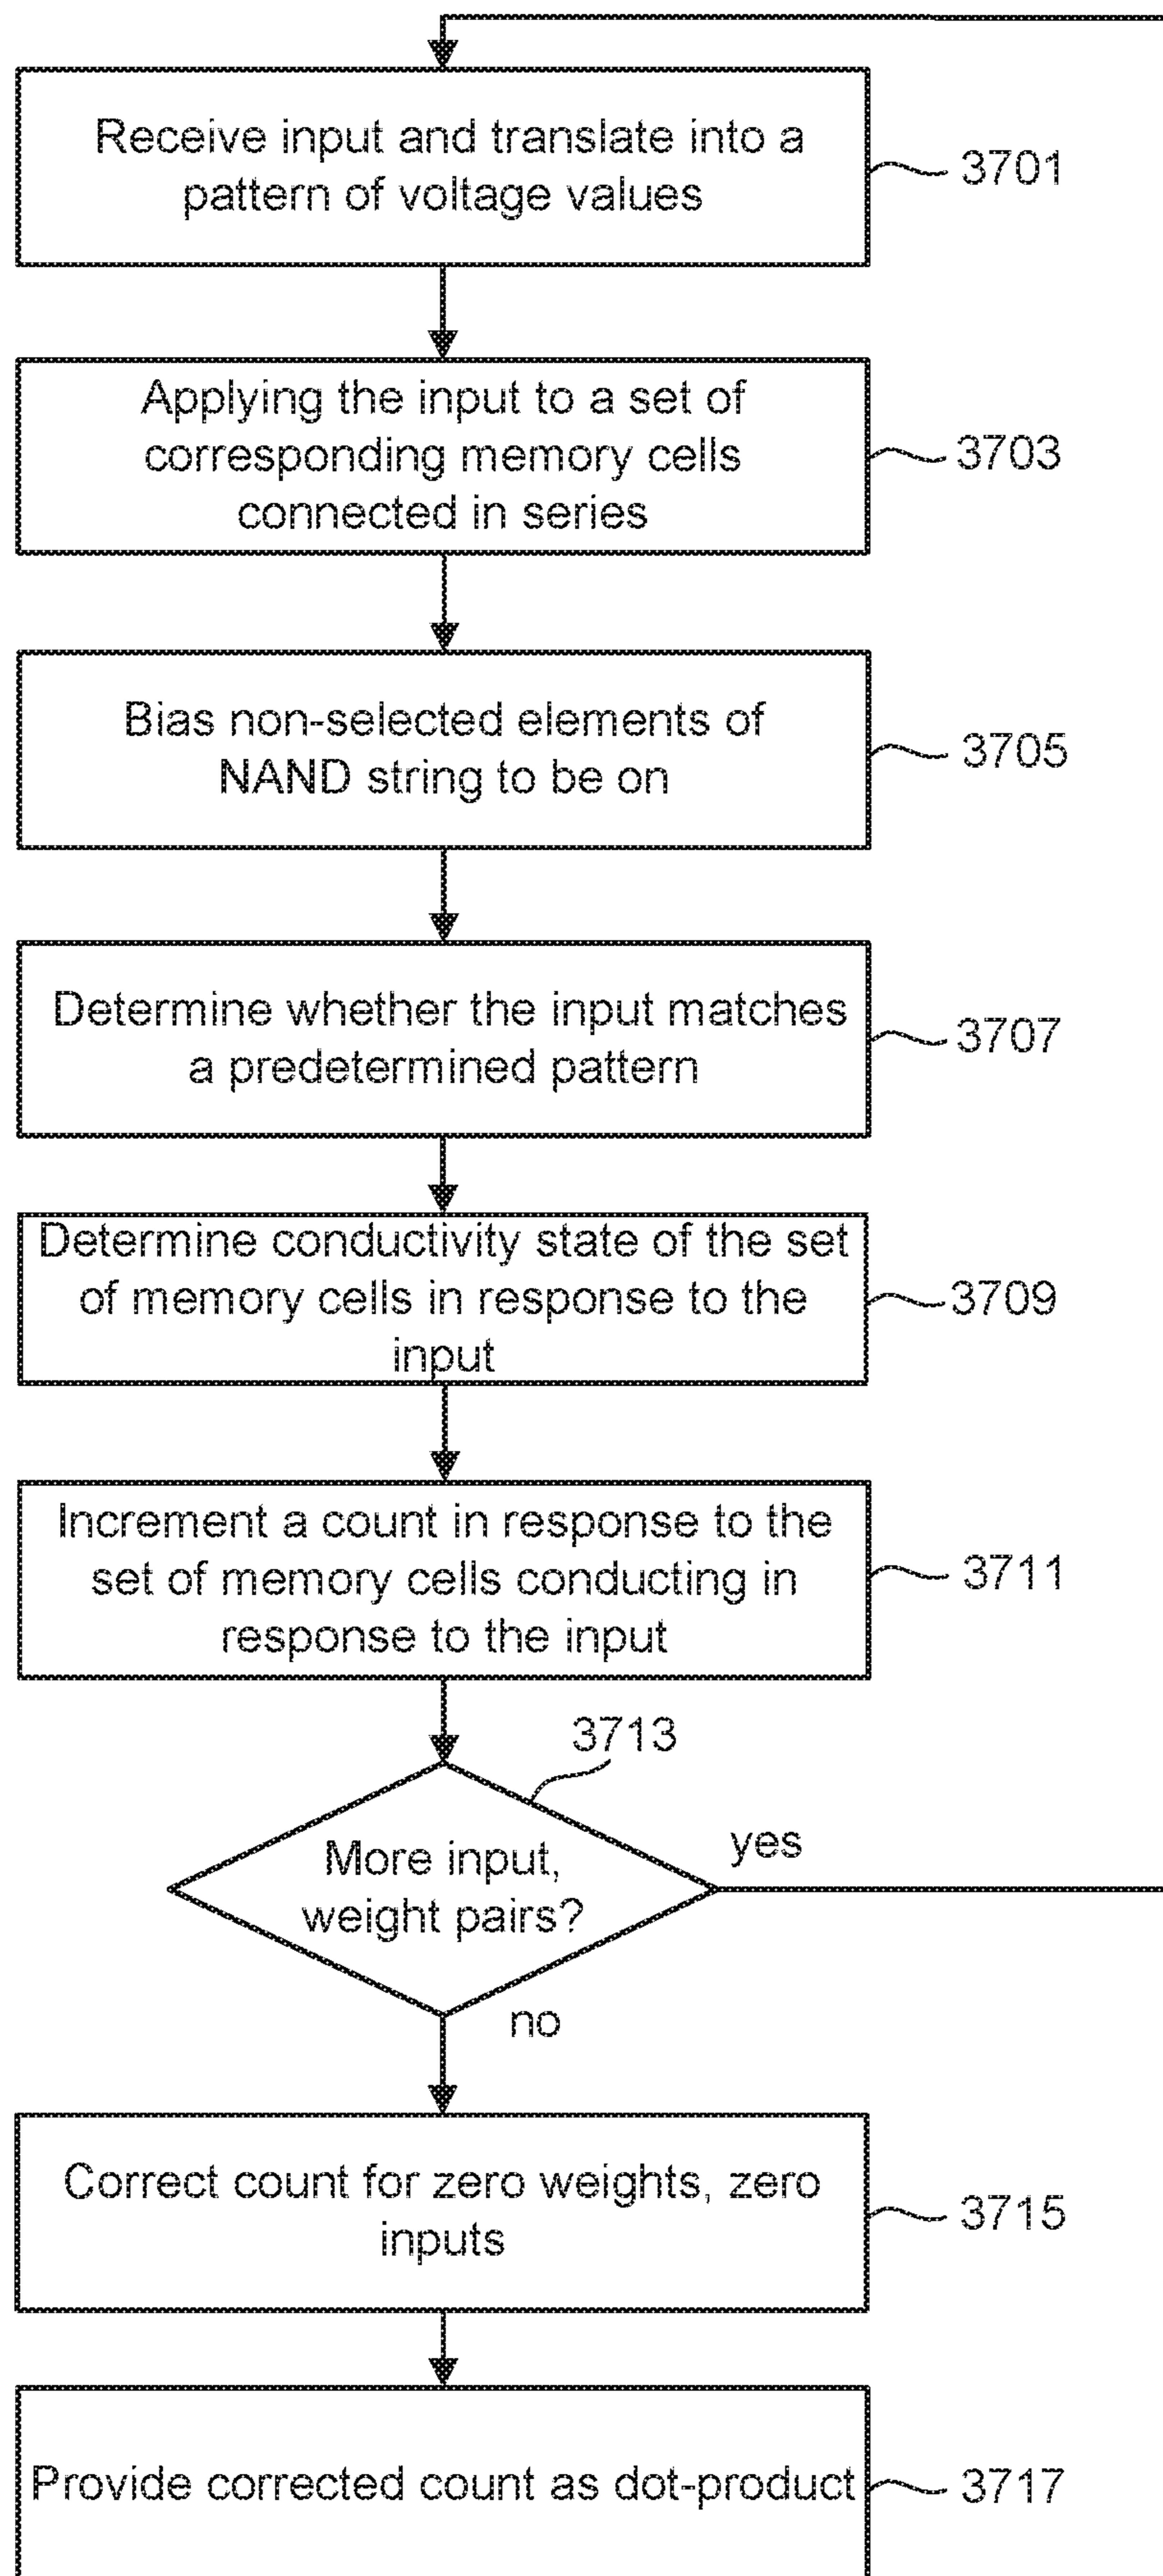 Receive input and translate into a
pattern of voltage values
3701
Applying the input to a set of
corresponding memory cells
connected in series
3703
Bias non-selected elements of
NAND string to be on
3705
Determine whether the input matches
a predetermined pattern
3707
Determine conductivity state of the set
of memory cells in response to the
input
3709
Increment a count in response to the
set of memory cells conducting in
response to the input
3711
3713
More input,
weight pairs?
yes
no
Correct count for zero weights, zero
inputs
3715
Provide corrected count as dot-product
3717